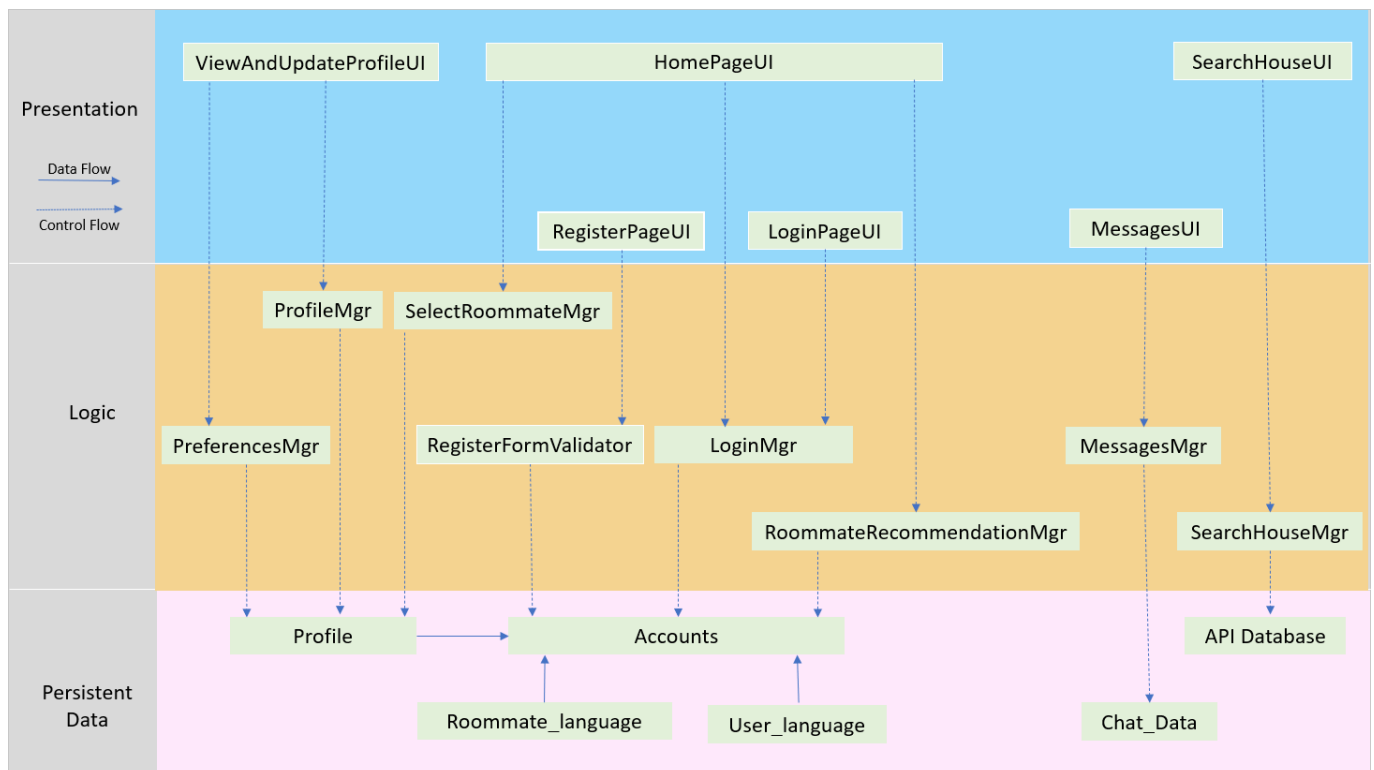 ViewAndUpdateProfileUI
HomePageUI
SearchHouseUI
Presentation
Data Flow
Control Flow
RegisterPageUI
LoginPageUI
MessagesUI
ProfileMgr
SelectRoommateMgr
Logic
PreferencesMgr
RegisterFormValidator
LoginMgr
MessagesMgr
RoommateRecommendationMgr
SearchHouseMgr
Profile
Accounts
API Database
Persistent
Data
Roommate_language
User_language
Chat_Data